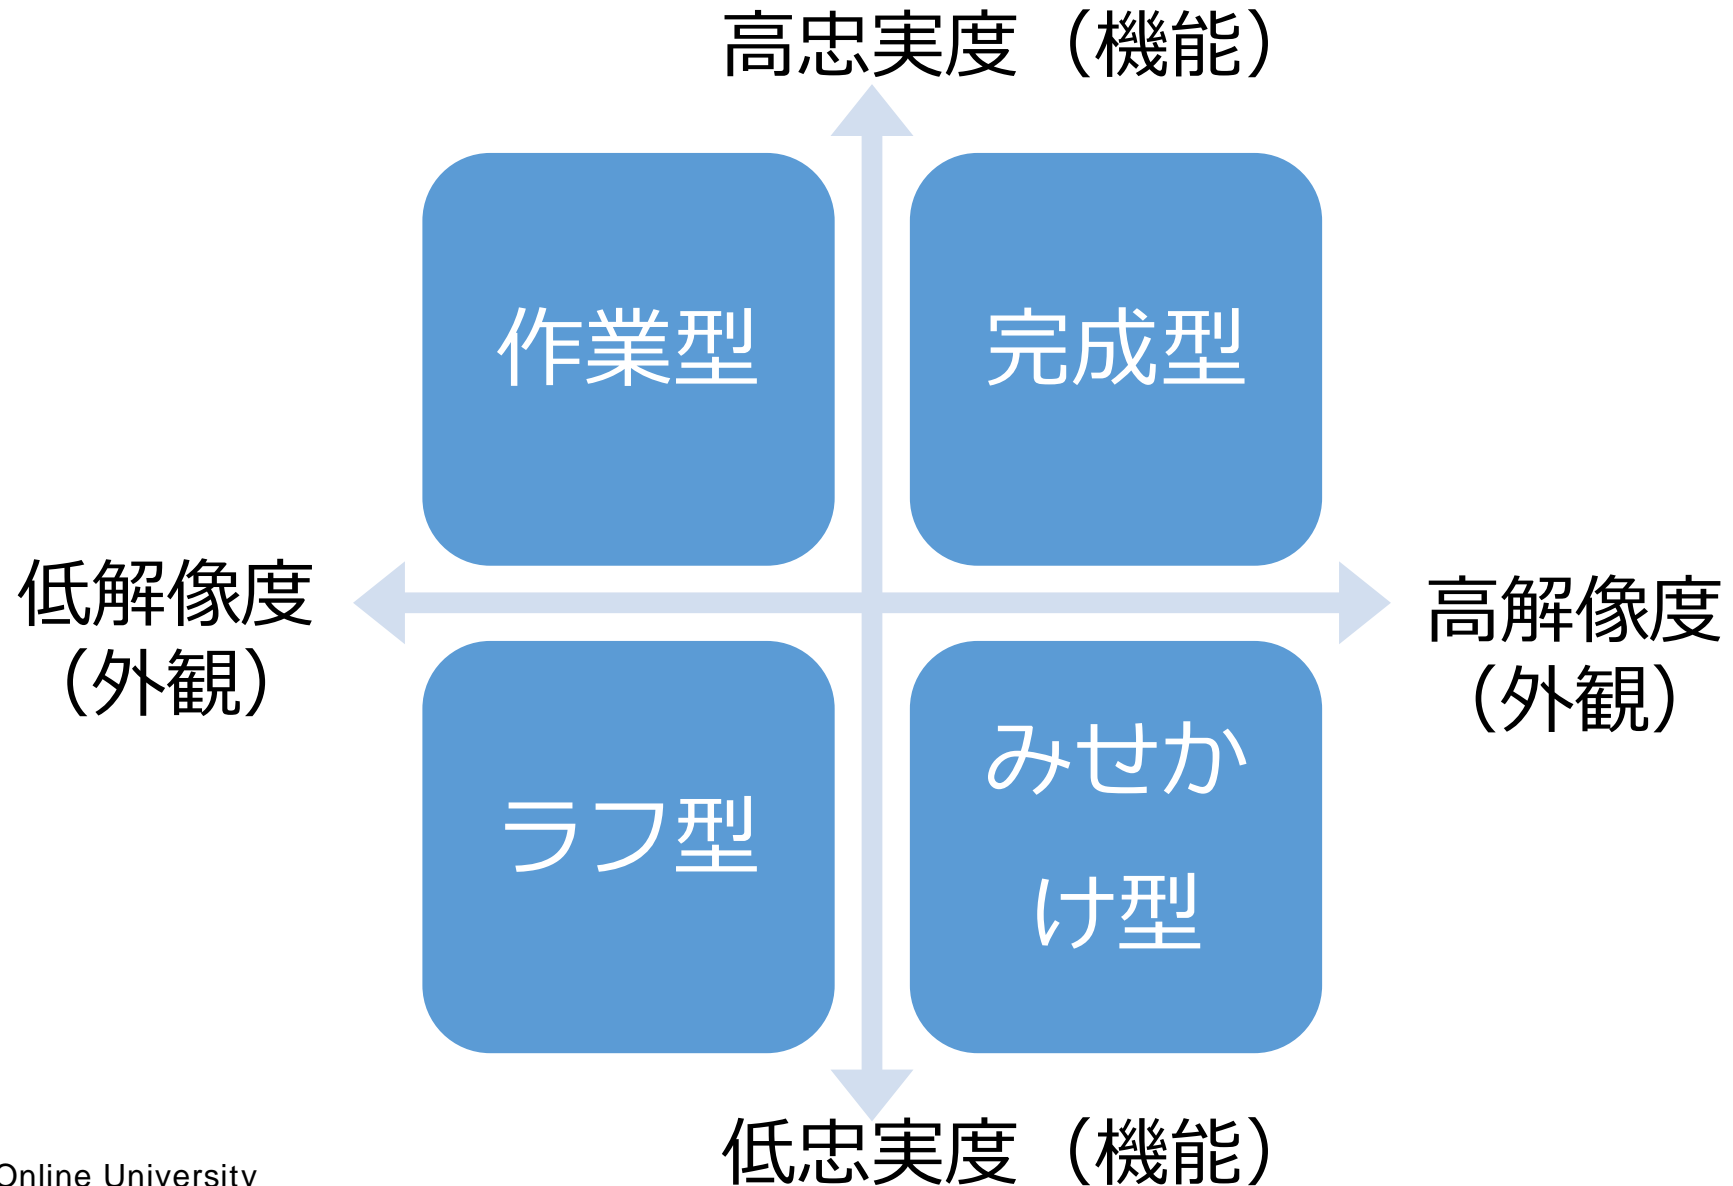 高忠実度（機能）
作業型
完成型
低解像度
（外観）
高解像度
（外観）
ラフ型
みせか
け型
低忠実度（機能）
Online University